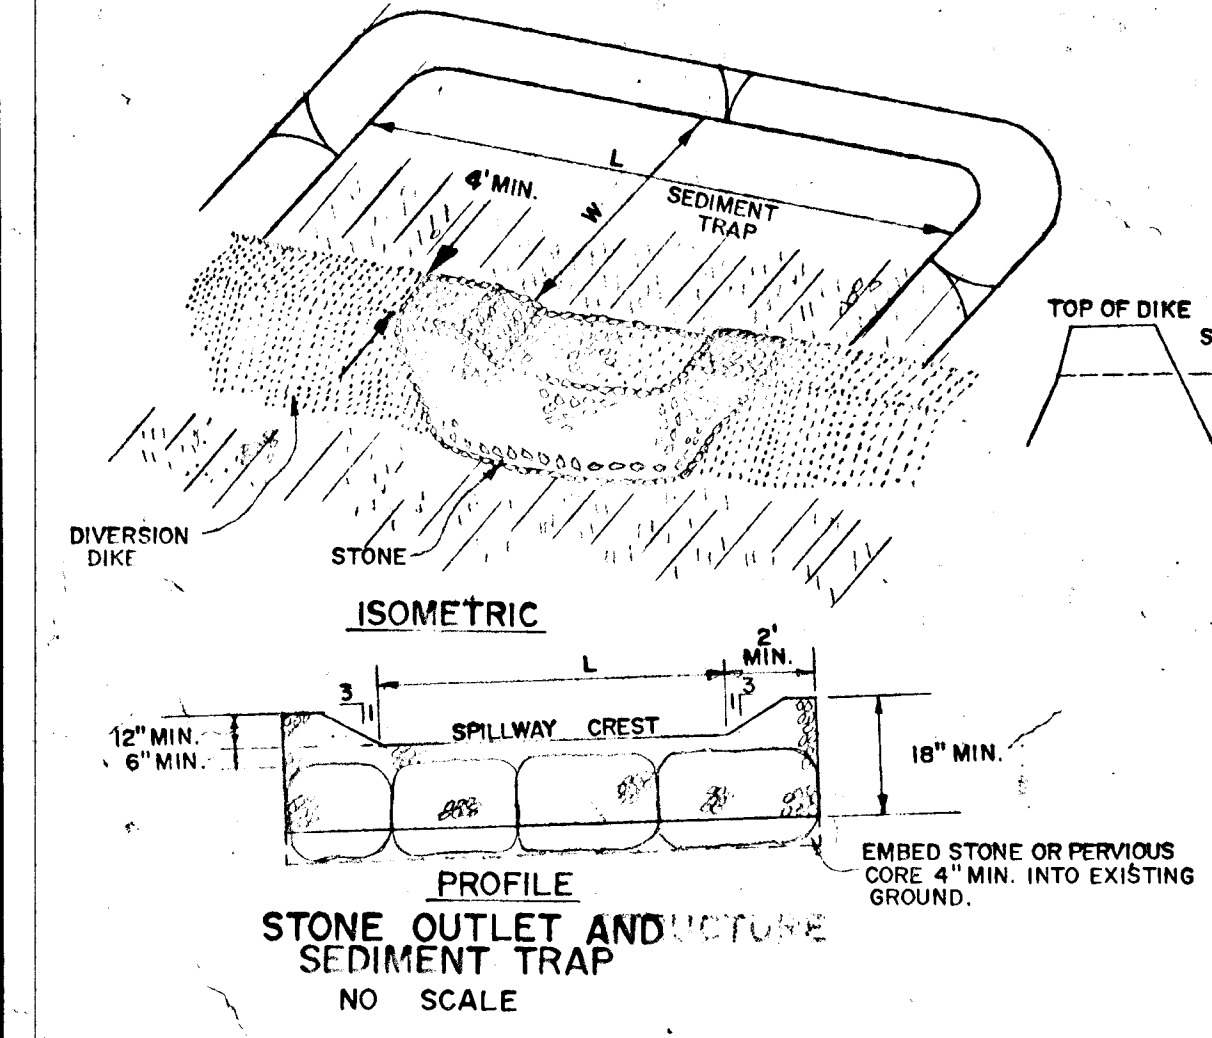 L
4' MIN.
W
SEDIMENT
TRAP
TOP OF DIKE
S
DIVERSION
DIKE
STONE
ISOMETRIC
2'
MIN.
L
3
1
3
1
SPILLWAY CREST
12" MIN.
6" MIN.
18" MIN.
EMBED STONE OR PERVIOUS
CORE 4" MIN. INTO EXISTING
GROUND.
PROFILE
STONE OUTLET AND
SEDIMENT TRAP
NO SCALE